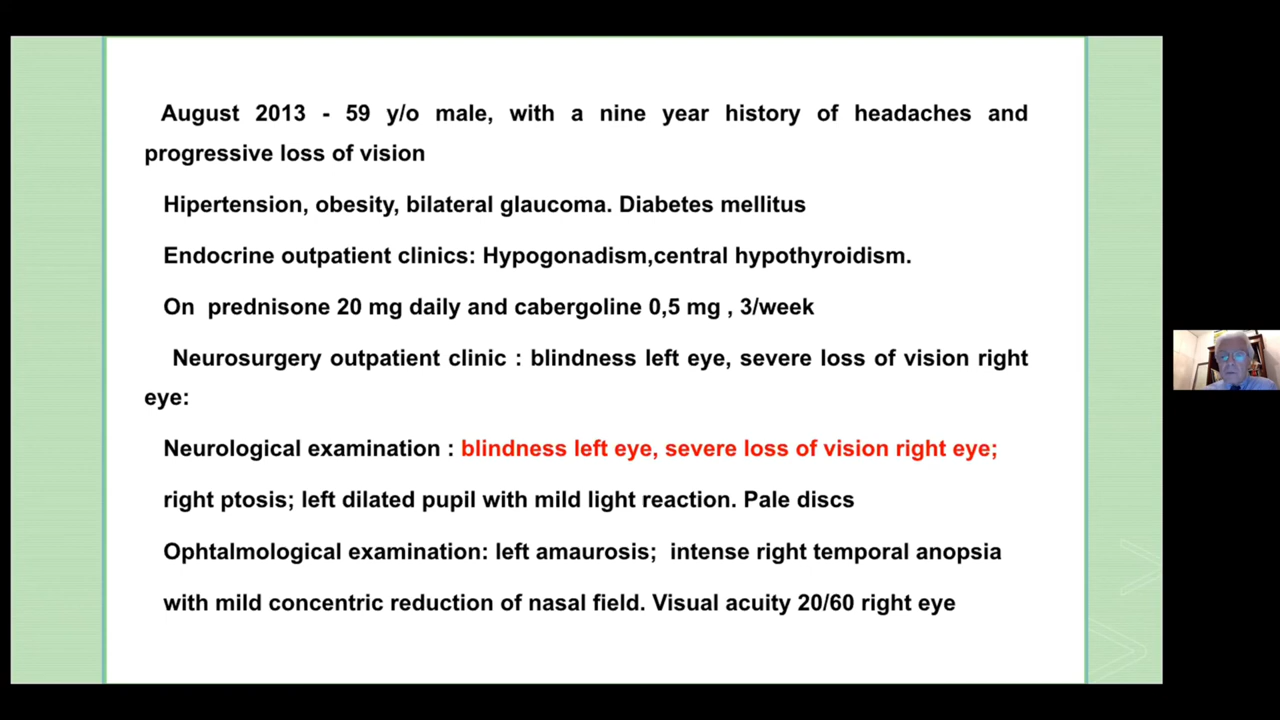 August 2013 - 59 y/o male, with a nine year history of headaches and
progressive loss of vision
Hipertension, obesity, bilateral glaucoma. Diabetes mellitus
Endocrine outpatient clinics: Hypogonadism,central hypothyroidism.
On prednisone 20 mg daily and cabergoline 0,5 mg , 3/week
Neurosurgery outpatient clinic : blindness left eye, severe loss of vision right
eye:
Neurological examination : blindness left eye, severe loss of vision right eye;
right ptosis; left dilated pupil with mild light reaction. Pale discs
Ophtalmological examination: left amaurosis; intense right temporal anopsia
with mild concentric reduction of nasal field. Visual acuity 20/60 right eye